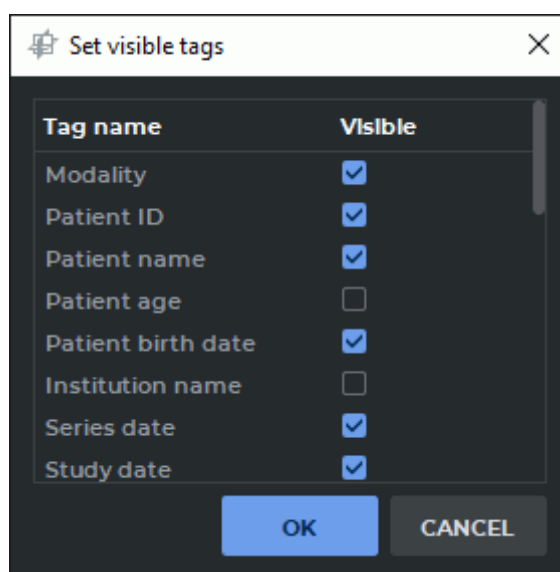 Set visible tags
Tag name Visible
Modality
Patient ID
Patient name
Patient age
Patient birth date
Institution name
Series date
Study date
OK CANCEL